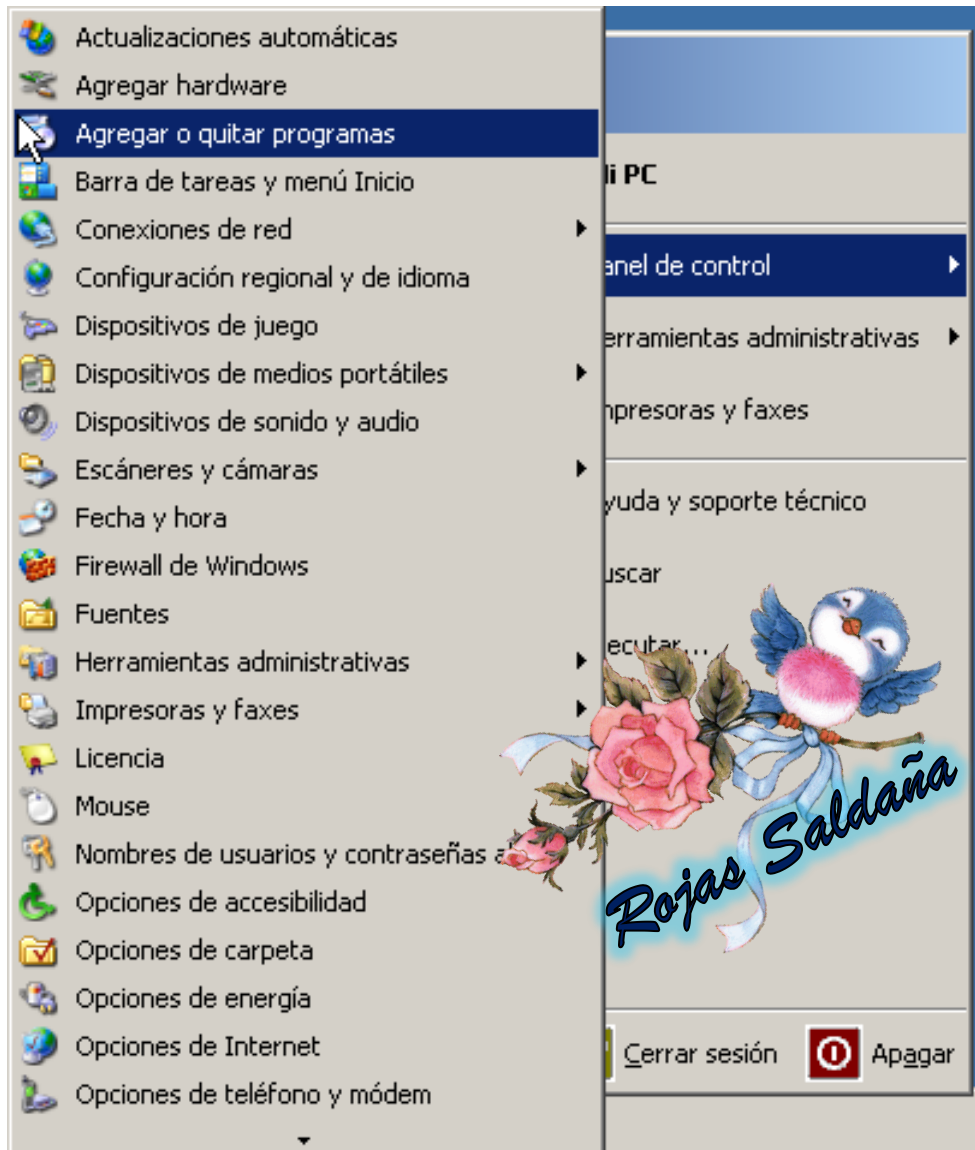 Actualizaciones automáticas
Agregar hardware
Agregar o quitar programas
Barra de tareas y menú Inicio
Conexiones de red
Configuración regional y de idioma
Dispositivos de juego
Dispositivos de medios portátiles
Dispositivos de sonido y audio
Escáneres y cámaras
Fecha y hora
Firewall de Windows
Fuentes
Herramientas administrativas
Impresoras y faxes
Licencia
Mouse
Nombres de usuarios y contraseñas
Opciones de accesibilidad
Opciones de carpeta
Opciones de energía
Opciones de Internet
Opciones de teléfono y módem
PC
anel de control
erramientas administrativas
presoras y faxes
yuda y soporte técnico
uscar
ecutar...
Rojas Saldaña
Cerrar sesión
Apagar